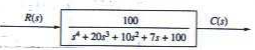 R(s)
100
s⁴ + 20s³ + 10s² + 7s + 100
C(s)